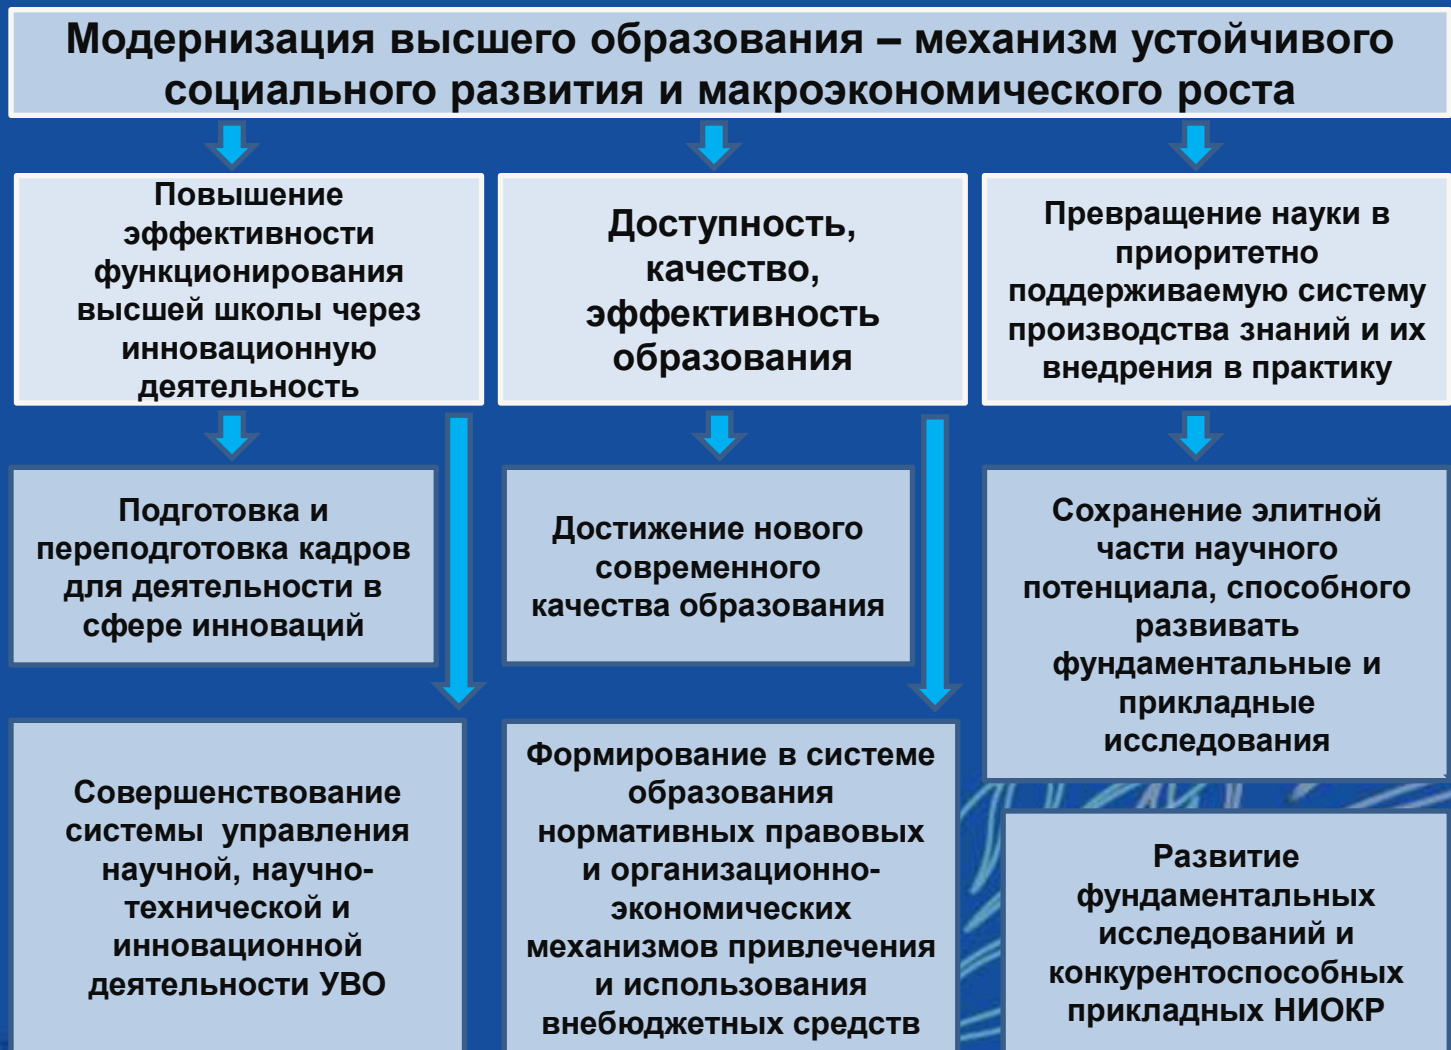 Модернизация высшего образования – механизм устойчивого
социального развития и макроэкономического роста
Повышение
эффективности
функционирования
высшей школы через
инновационную
деятельность
Доступность,
качество,
эффективность
образования
Превращение науки в
приоритетно
поддерживаемую систему
производства знаний и их
внедрения в практику
Подготовка и
переподготовка кадров
для деятельности в
сфере инноваций
Достижение нового
современного
качества образования
Сохранение элитной
части научного
потенциала, способного
развивать
фундаментальные и
прикладные
исследования
Совершенствование
системы управления
научной, научно-
технической и
инновационной
деятельности УВО
Формирование в системе
образования
нормативных правовых
и организационно-
экономических
механизмов привлечения
и использования
внебюджетных средств
Развитие
фундаментальных
исследований и
конкурентоспособных
прикладных НИОКР